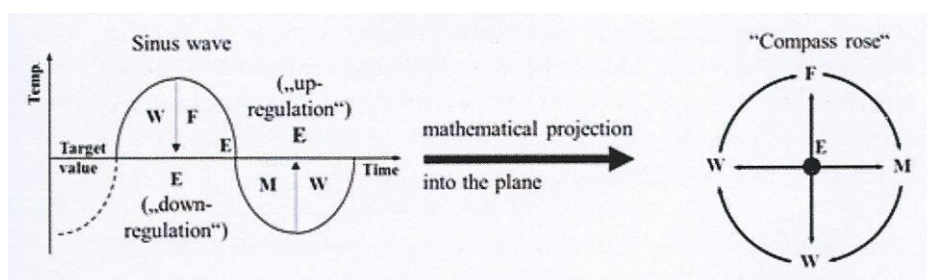 Sinus wave
Temp.
W F
(„up-
regulation“)
E
E
Target
value
Time
E
(„down-
regulation“)
M W
mathematical projection
into the plane
“Compass rose“
F
E
W M
W